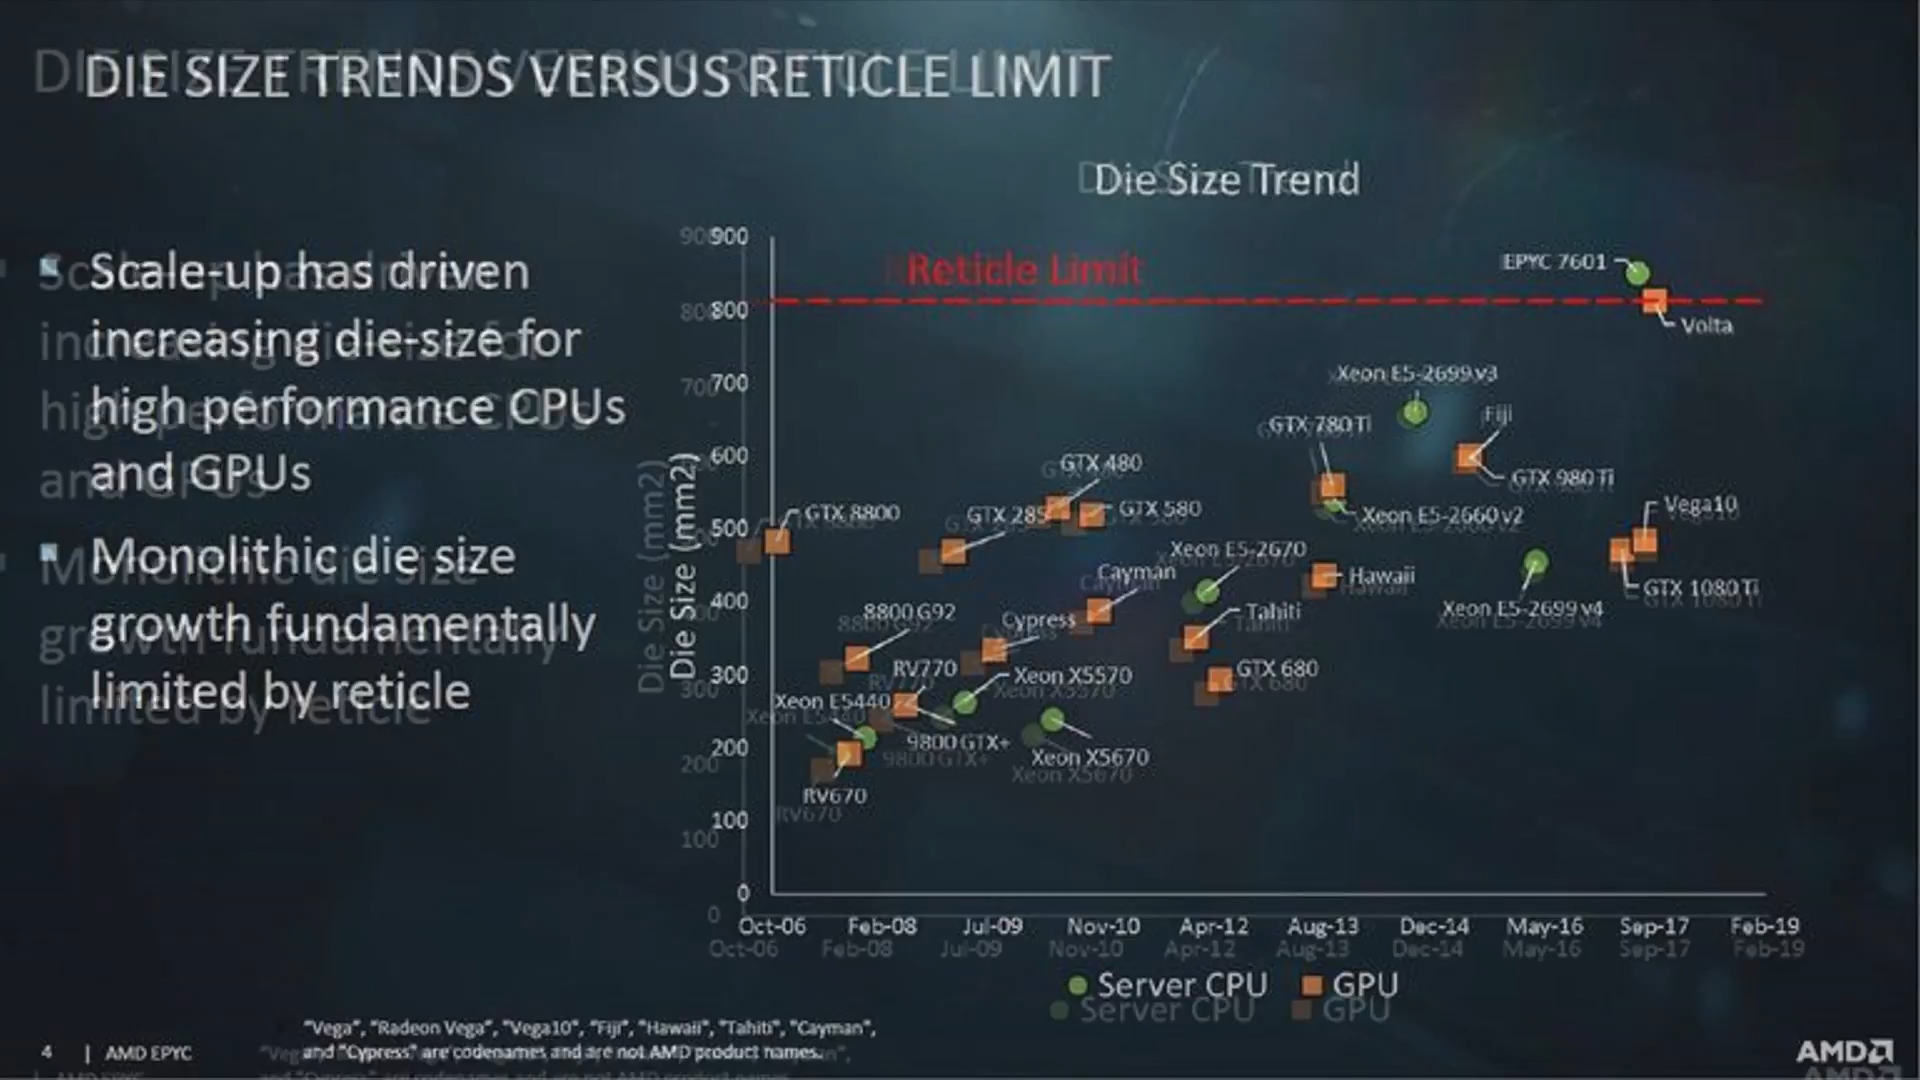 DIE SIZE TRENDS VERSUS RETICLE LIMIT
Scale-up has driven
increasing die-size for
high performance CPUs
and GPUs
Monolithic die size
growth fundamentally
limited by reticle
Die Size Trend
Die Size (mm2)
900
800
700
600
500
400
300
200
100
0
Reticle Limit
EPYC 7601
Volta
Xeon E5-2699 v3
GTX 780 Ti
Fiji
GTX 480
GTX 980 Ti
Vega10
GTX 8800
GTX 285
GTX 580
Xeon E5-2660 v2
Xeon E5-2670
Cayman
Hawaii
GTX 1080 Ti
8800 G92
Cypress
Tahiti
Xeon E5-2699 v4
RV770
Xeon X5570
GTX 680
Xeon E5440
9800 GTX+
Xeon X5670
RV670
Oct-06 Feb-08 Jul-09 Nov-10 Apr-12 Aug-13 Dec-14 May-16 Sep-17 Feb-19
Server CPU GPU
"Vega", "Radeon Vega", "Vega10", "Fiji", "Hawaii", "Tahiti", "Cayman",
and "Cypress" are codenames and are not AMD product names.
4 | AMD EPYC
AMD